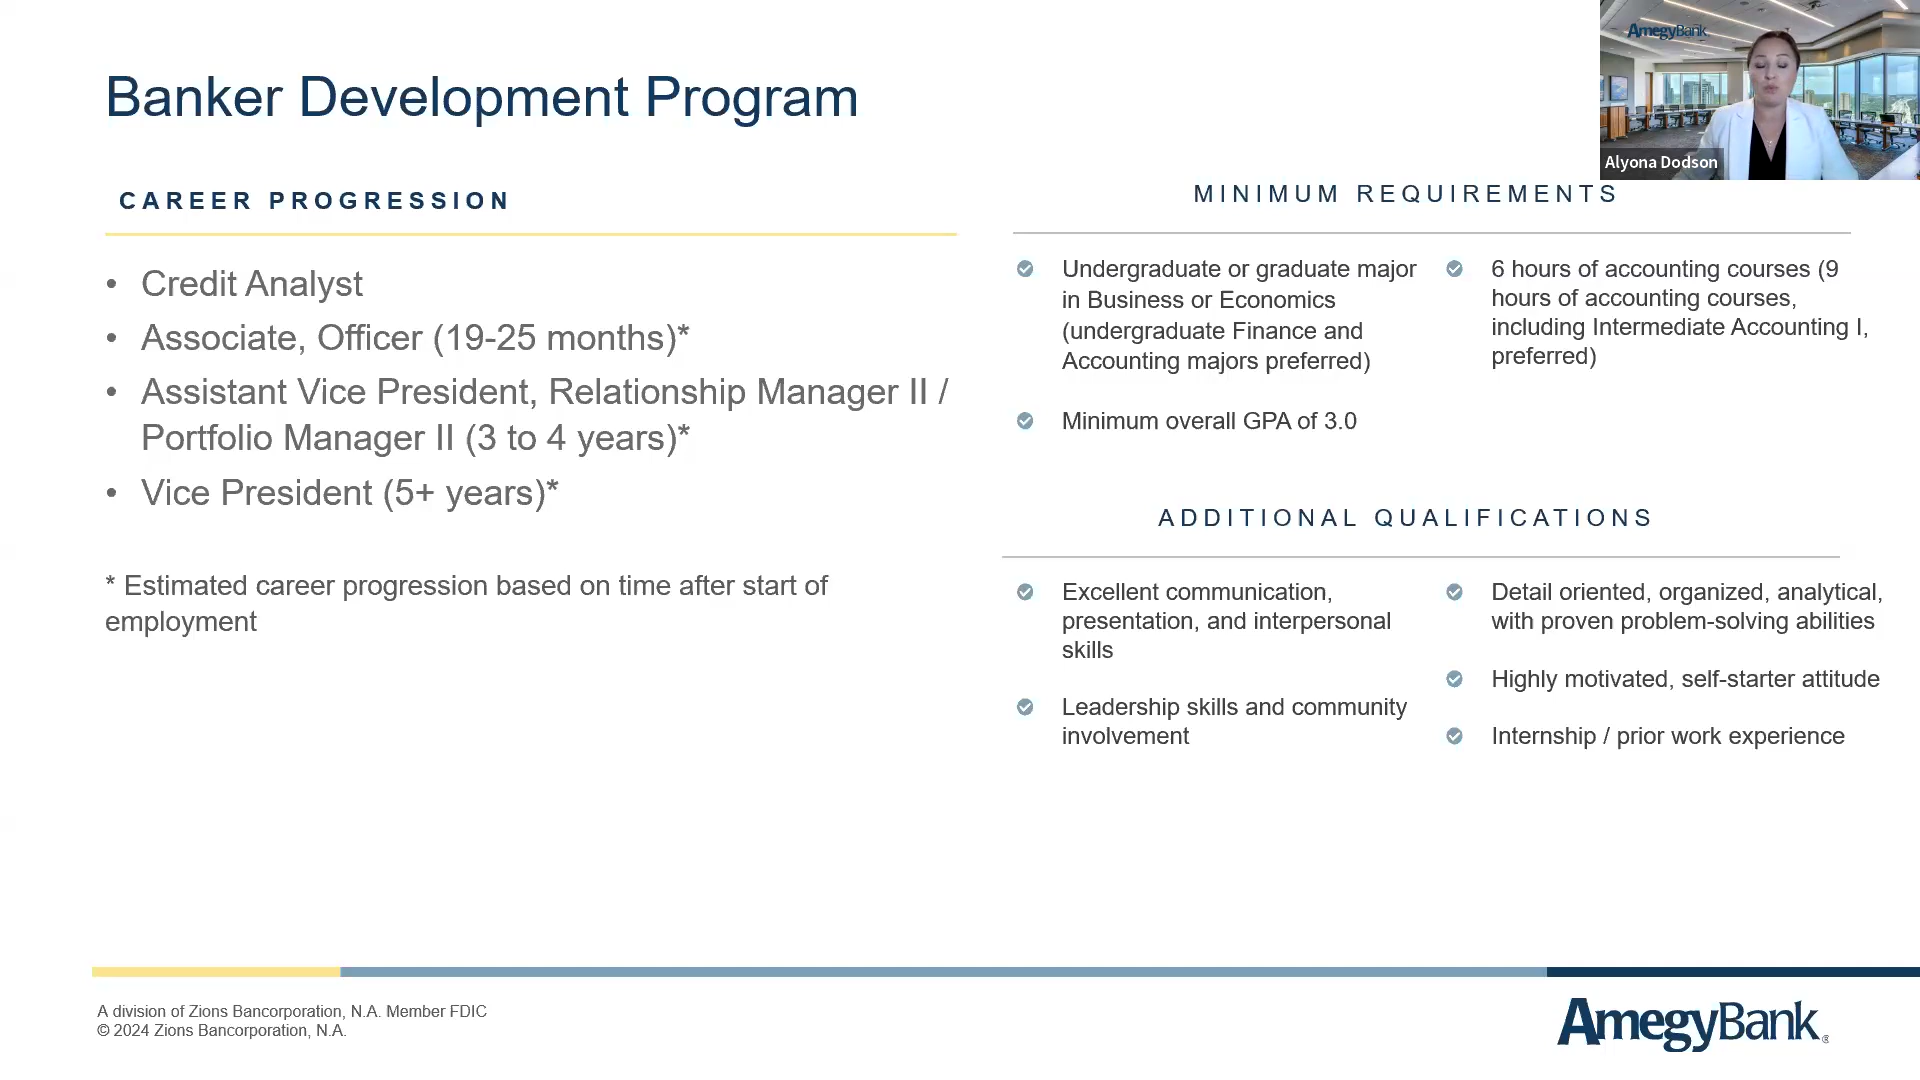 Banker Development Program
AmegyBank
Alyona Dodson
CAREER PROGRESSION
• Credit Analyst
• Associate, Officer (19-25 months)*
• Assistant Vice President, Relationship Manager II /
Portfolio Manager II (3 to 4 years)*
• Vice President (5+ years)*
* Estimated career progression based on time after start of
employment
MINIMUM REQUIREMENTS
Undergraduate or graduate major
in Business or Economics
(undergraduate Finance and
Accounting majors preferred)
Minimum overall GPA of 3.0
6 hours of accounting courses (9
hours of accounting courses,
including Intermediate Accounting I,
preferred)
ADDITIONAL QUALIFICATIONS
Excellent communication,
presentation, and interpersonal
skills
Leadership skills and community
involvement
Detail oriented, organized, analytical,
with proven problem-solving abilities
Highly motivated, self-starter attitude
Internship / prior work experience
A division of Zions Bancorporation, N.A. Member FDIC
© 2024 Zions Bancorporation, N.A.
AmegyBank®